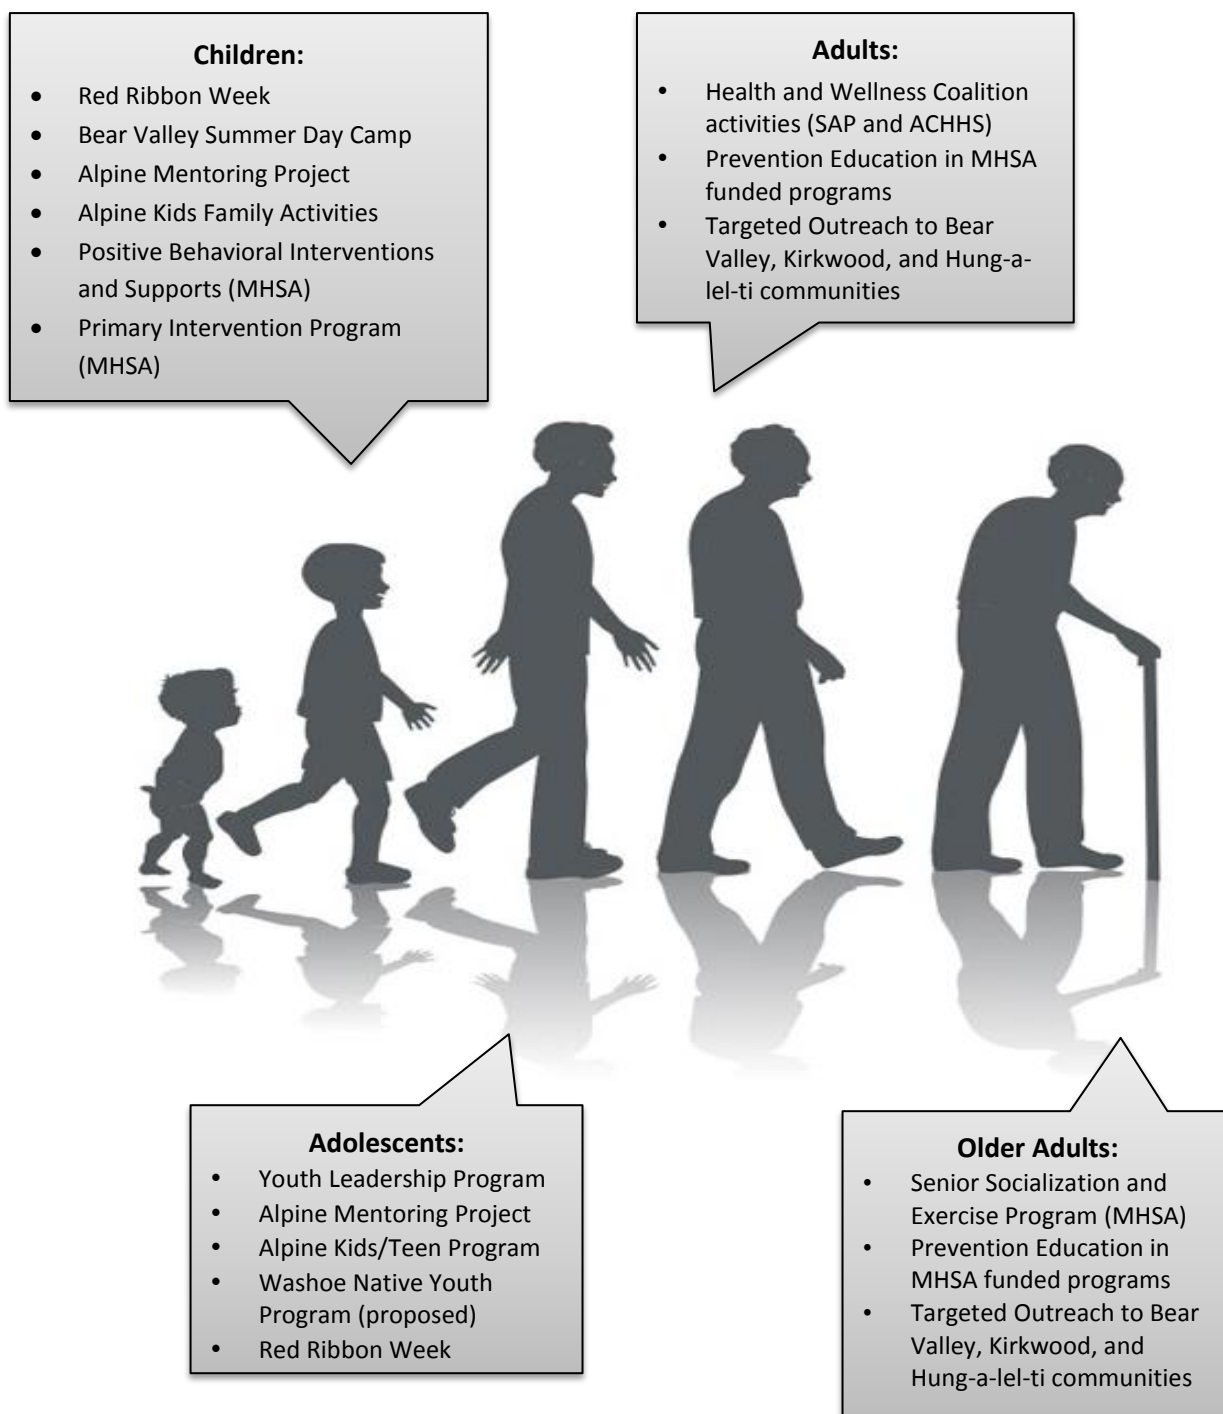 Children:
• Red Ribbon Week
• Bear Valley Summer Day Camp
• Alpine Mentoring Project
• Alpine Kids Family Activities
• Positive Behavioral Interventions
and Supports (MHSA)
• Primary Intervention Program
(MHSA)
Adults:
• Health and Wellness Coalition
activities (SAP and ACHHS)
• Prevention Education in MHSA
funded programs
• Targeted Outreach to Bear
Valley, Kirkwood, and Hung-a-
lel-ti communities
Adolescents:
• Youth Leadership Program
• Alpine Mentoring Project
• Alpine Kids/Teen Program
• Washoe Native Youth
Program (proposed)
• Red Ribbon Week
Older Adults:
• Senior Socialization and
Exercise Program (MHSA)
• Prevention Education in
MHSA funded programs
• Targeted Outreach to Bear
Valley, Kirkwood, and
Hung-a-lel-ti communities